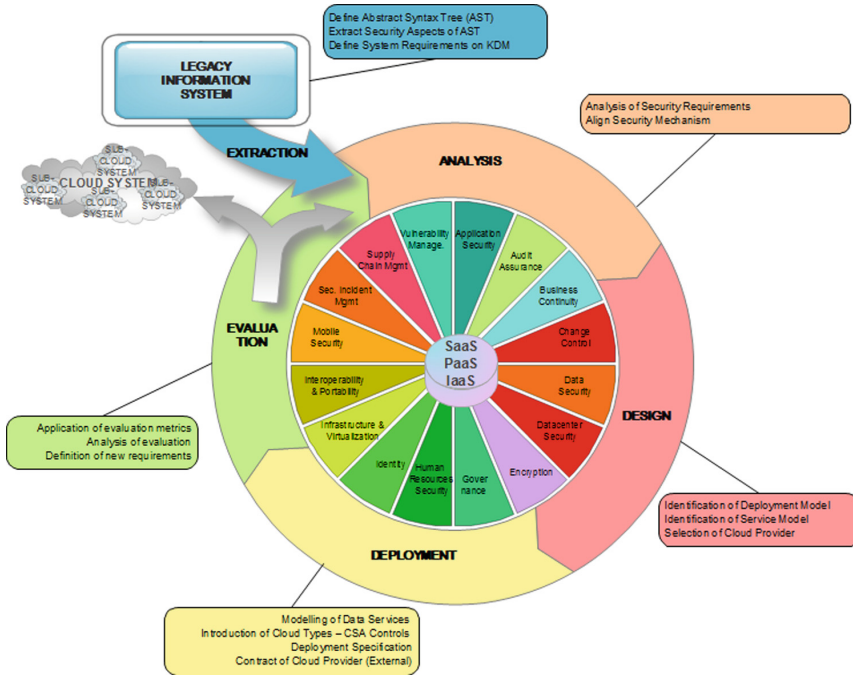 Define Abstract Syntax Tree (AST)
Extract Security Aspects of AST
Define System Requirements on KDM
LEGACY
INFORMATION
SYSTEM
Analysis of Security Requirements
Align Security Mechanism
EXTRACTION
ANALYSIS
SUB-
CLOUD
SYSTEM
SUB-
CLOUD
SYSTEM
CLOUD SYSTEM
SUB-
CLOUD
SYSTEM
SUB-
CLOUD
SYSTEM
Vulnerability
Manage.
Application
Security
Supply
Chain Mgmt
Audit
Assurance
Sec. Incident
Mgmt
Business
Continuity
EVALUA
TION
Mobile
Security
SaaS
PaaS
IaaS
Change
Control
Interoperability
& Portability
Data
Security
DESIGN
Infrastructure &
Virtualization
Datacenter
Security
Identity
Human
Resources
Security
Gover
nance
Encryption
Application of evaluation metrics
Analysis of evaluation
Definition of new requirements
Identification of Deployment Model
Identification of Service Model
Selection of Cloud Provider
DEPLOYMENT
Modelling of Data Services
Introduction of Cloud Types – CSA Controls
Deployment Specification
Contract of Cloud Provider (External)